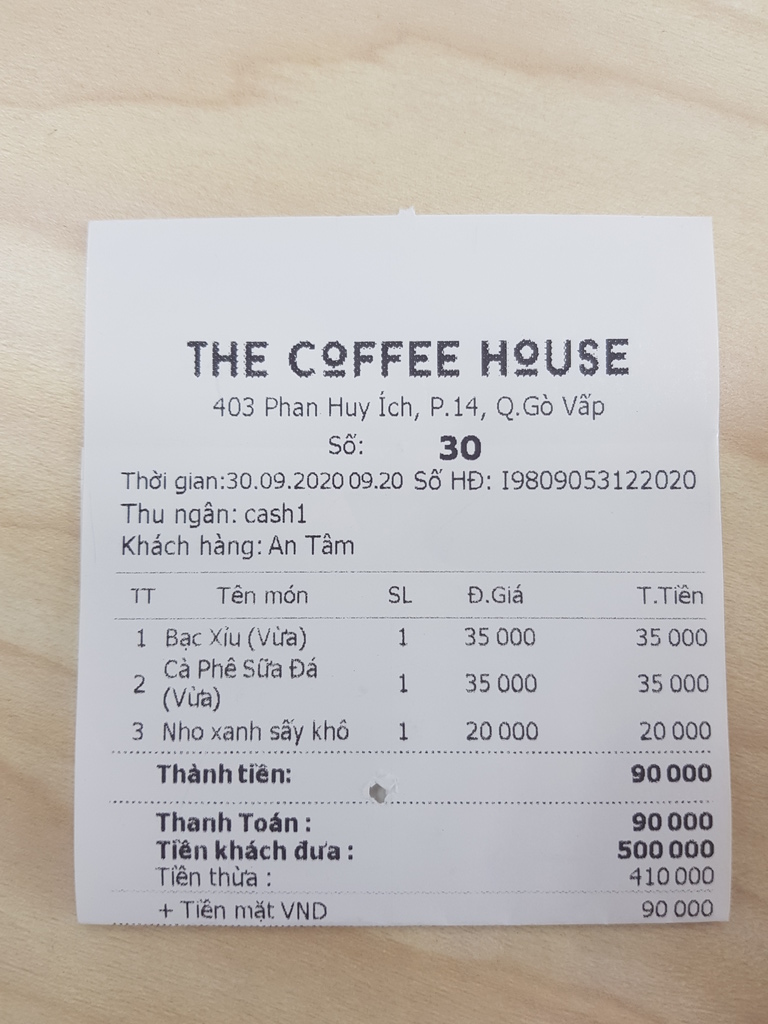 THE COFFEE HOUSE
403 Phan Huy Ích, P.14, Q.Gò Vấp
Số: 30
Thời gian:30.09.2020 09.20 Số HĐ: I9809053122020
Thu ngân: cash1
Khách hàng: An Tâm
TT Tên món SL Đ.Giá T.Tiền
1 Bạc Xỉu (Vừa) 1 35 000 35 000
2 Cà Phê Sữa Đá (Vừa) 1 35 000 35 000
3 Nho xanh sấy khô 1 20 000 20 000
Thành tiền: 90 000
Thanh Toán : 90 000
Tiền khách đưa : 500 000
Tiền thừa : 410 000
+ Tiền mặt VND 90 000